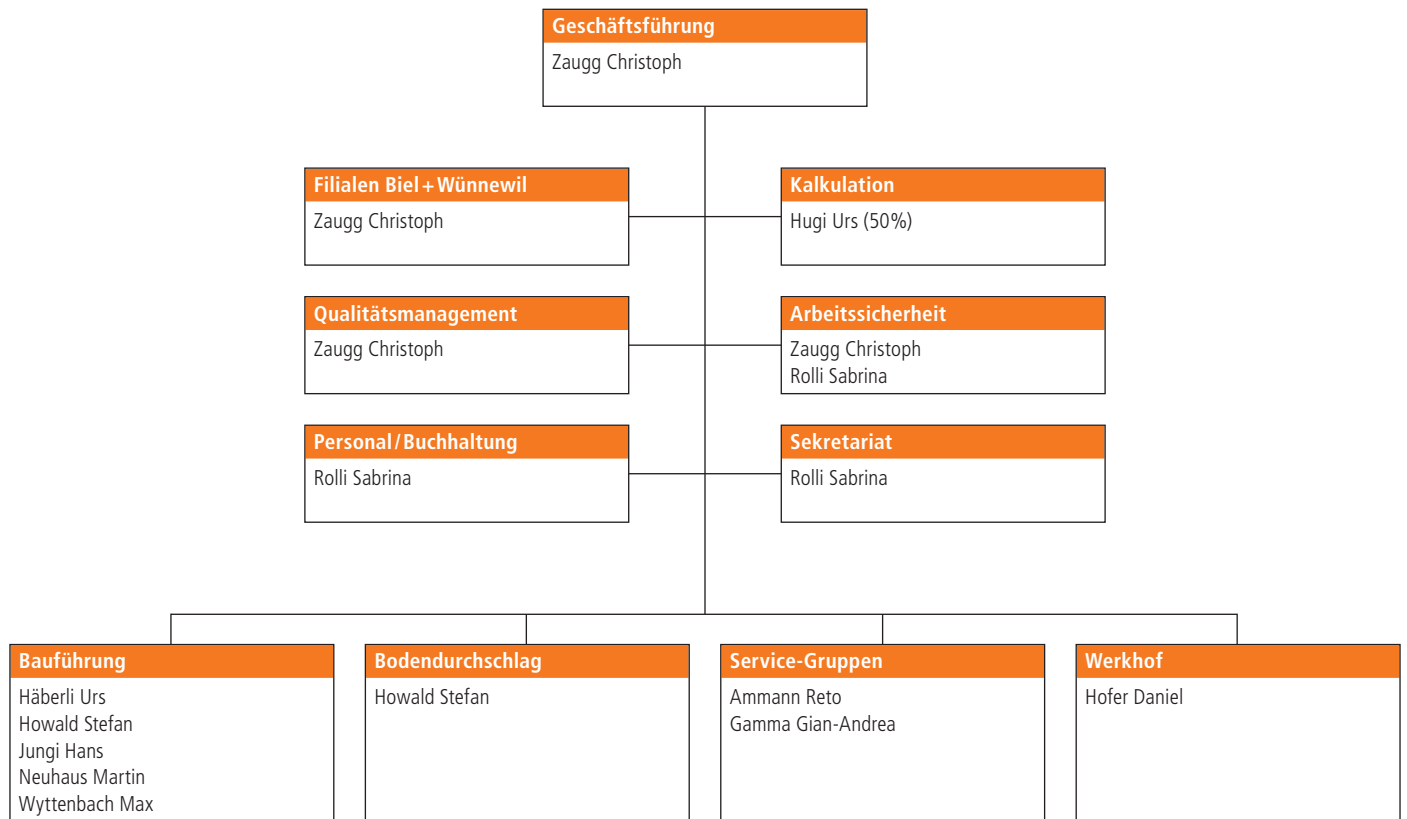 Geschäftsführung
Zaugg Christoph
Filialen Biel + Wünnewil
Zaugg Christoph
Kalkulation
Hugi Urs (50%)
Qualitätsmanagement
Zaugg Christoph
Arbeitssicherheit
Zaugg Christoph
Rolli Sabrina
Personal / Buchhaltung
Rolli Sabrina
Sekretariat
Rolli Sabrina
Bauführung
Häberli Urs
Howald Stefan
Jungi Hans
Neuhaus Martin
Wyttenbach Max
Bodendurchschlag
Howald Stefan
Service-Gruppen
Ammann Reto
Gamma Gian-Andrea
Werkhof
Hofer Daniel